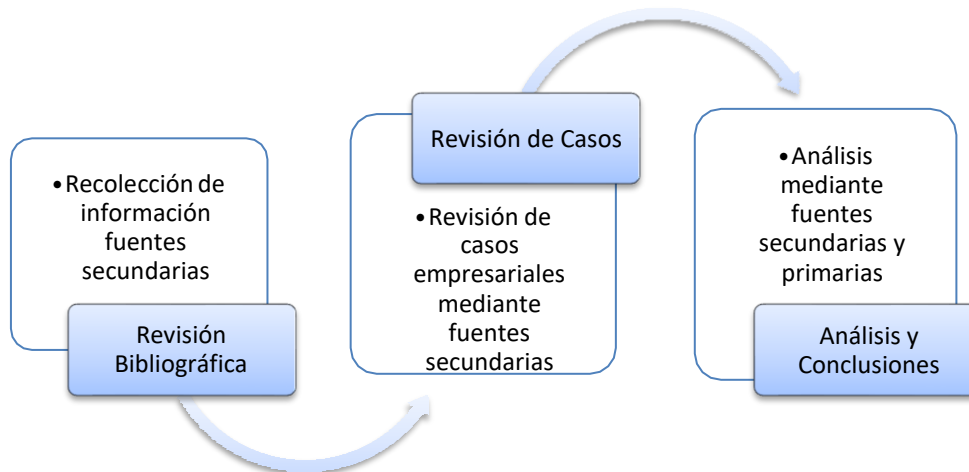 •Recolección de
información
fuentes
secundarias
Revisión
Bibliográfica
Revisión de Casos
•Revisión de
casos
empresariales
mediante
fuentes
secundarias
•Análisis
mediante
fuentes
secundarias y
primarias
Análisis y
Conclusiones